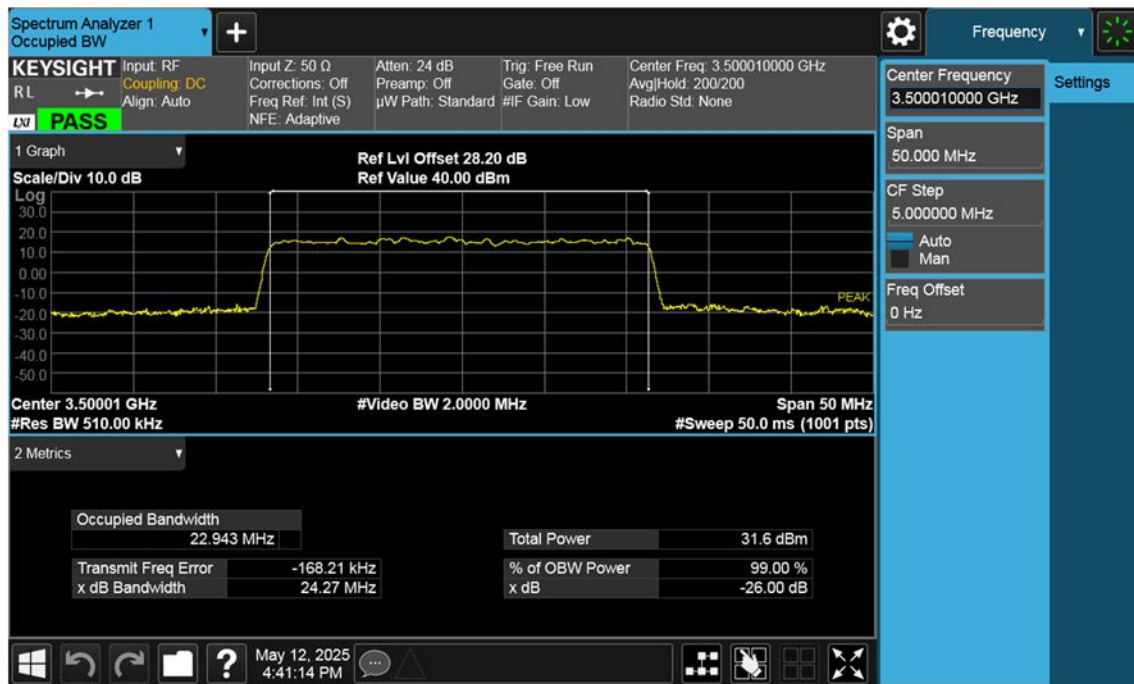 Spectrum Analyzer 1
Occupied BW
+
Frequency
KEYSIGHT
RL
LXI
PASS
Input: RF
Coupling: DC
Align: Auto
Input Z: 50 Ω
Corrections: Off
Freq Ref: Int (S)
NFE: Adaptive
Atten: 24 dB
Preamp: Off
µW Path: Standard
Trig: Free Run
Gate: Off
#IF Gain: Low
Center Freq: 3.500010000 GHz
Avg|Hold: 200/200
Radio Std: None
Center Frequency
3.500010000 GHz
Span
50.000 MHz
CF Step
5.000000 MHz
Auto
Man
Freq Offset
0 Hz
Settings
1 Graph
Scale/Div 10.0 dB
Ref Lvl Offset 28.20 dB
Ref Value 40.00 dBm
Log
30.0
20.0
10.0
0.00
-10.0
-20.0
-30.0
-40.0
-50.0
PEAK
Center 3.50001 GHz
#Res BW 510.00 kHz
#Video BW 2.0000 MHz
Span 50 MHz
#Sweep 50.0 ms (1001 pts)
2 Metrics
Occupied Bandwidth
22.943 MHz
Transmit Freq Error -168.21 kHz
x dB Bandwidth 24.27 MHz
Total Power 31.6 dBm
% of OBW Power 99.00 %
x dB -26.00 dB
?
May 12, 2025
4:41:14 PM